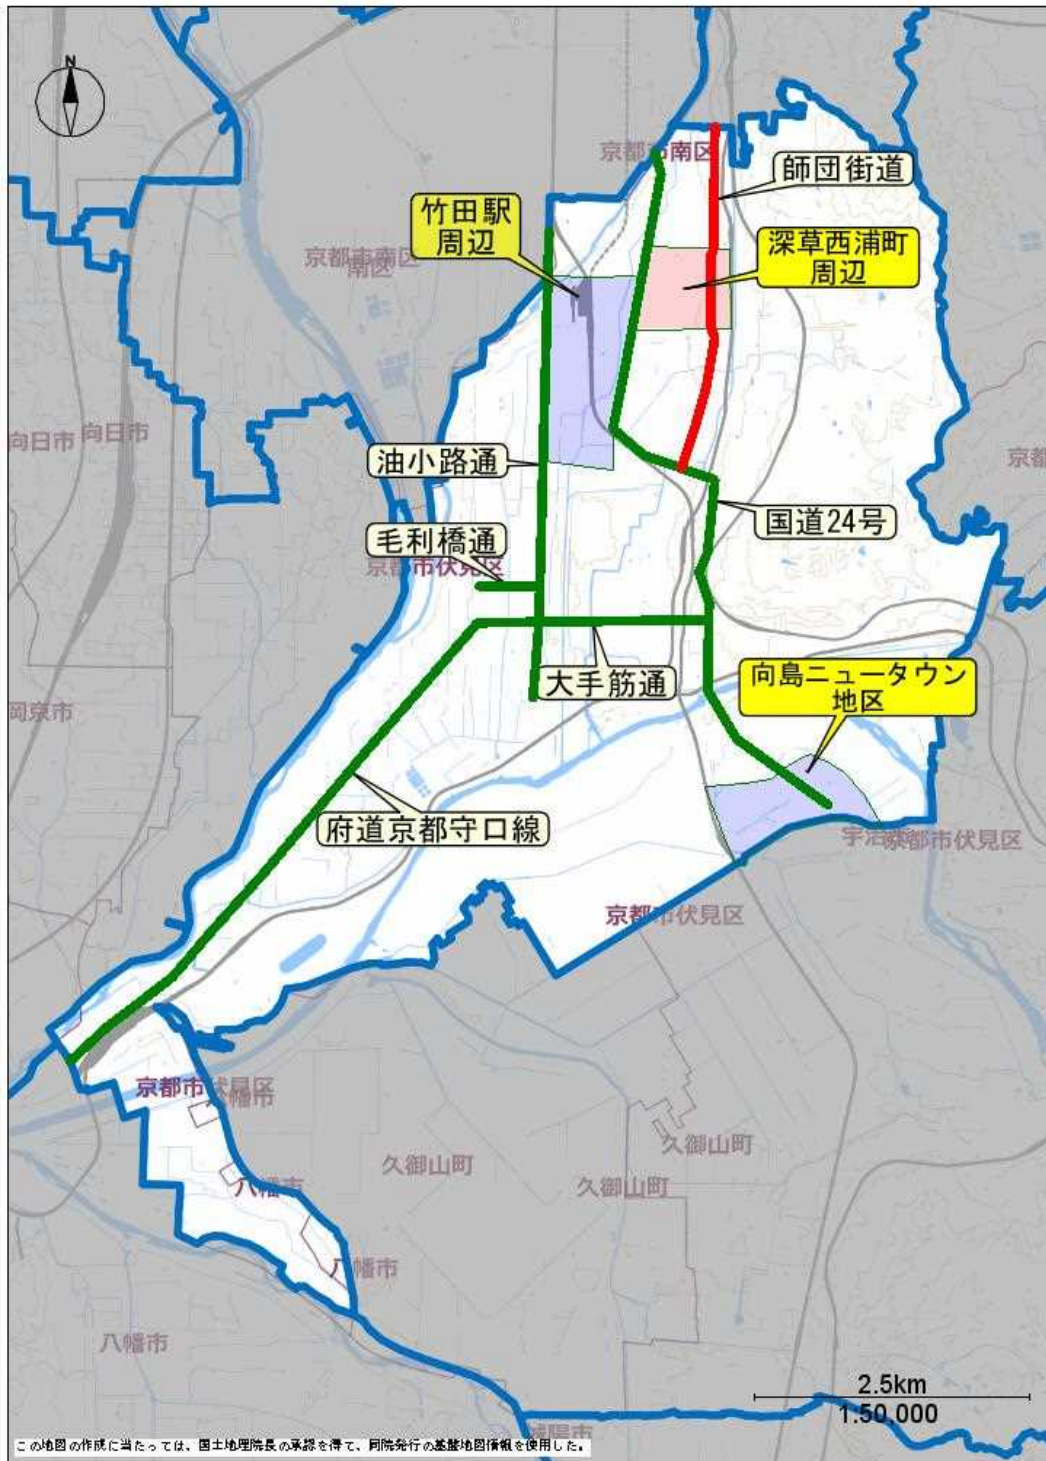 N
京都市南区
師団街道
竹田駅
周辺
深草西浦町
周辺
京都市南区
南区
向日市
向日市
京都
油小路通
国道24号
毛利橋通
京都市伏見区
大手筋通
向島ニュータウン
地区
岡京市
府道京都守口線
京都市伏見区
京都市伏見区
京都市伏見区
八幡市
久御山町
久御山町
八幡市
久御山町
八幡市
八幡市
城陽市
2.5km
1:50,000
この地図の作成に当たっては、国土地理院長の承認を得て、同院発行の基盤地図情報を使用した。